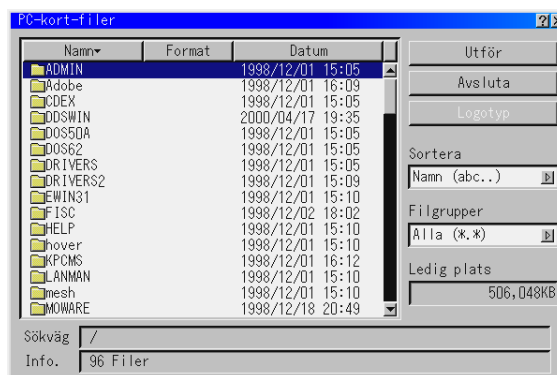 PC-kort-filer
Namn Format Datum
ADMIN 1998/12/01 15:05
Adobe 1998/12/01 16:09
CDEX 1998/12/01 15:05
DDSWIN 2000/04/17 19:35
DOS50A 1998/12/01 15:05
DOS62 1998/12/01 15:05
DRIVERS 1998/12/01 15:05
DRIVERS2 1998/12/01 15:09
EWIN31 1998/12/01 15:10
FISC 1998/12/02 18:02
HELP 1998/12/01 15:10
hover 1998/12/01 15:10
KPCMS 1998/12/01 16:12
LANMAN 1998/12/01 15:10
mesh 1998/12/01 15:10
MOWARE 1998/12/18 20:49
Utför
Avsluta
Logotyp
Sortera
Namn (abc..)
Filgrupper
Alla (*.*)
Ledig plats
506,048KB
Sökväg /
Info. 96 Filer